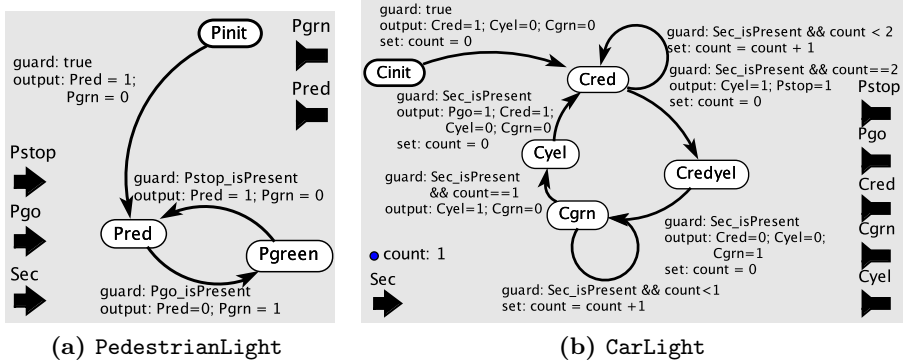 Pinit
Pgrn
guard: true
output: Pred = 1;
Pgrn = 0
Pred
Pstop
guard: Pstop_isPresent
output: Pred = 1; Pgrn = 0
Pgo
Pred
Pgreen
Sec
guard: Pgo_isPresent
output: Pred=0; Pgrn = 1
(a) PedestrianLight
guard: true
output: Cred=1; Cyel=0; Cgrn=0
set: count = 0
Cinit
Cred
guard: Sec_isPresent && count < 2
set: count = count + 1
guard: Sec_isPresent && count==2
output: Cyel=1; Pstop=1
set: count = 0
guard: Sec_isPresent
output: Pgo=1; Cred=1;
Cyel=0; Cgrn=0
set: count = 0
Cyel
Credyel
guard: Sec_isPresent
&& count==1
output: Cyel=1; Cgrn=0
Cgrn
guard: Sec_isPresent
output: Cred=0; Cyel=0;
Cgrn=1
set: count = 0
count: 1
Sec
guard: Sec_isPresent && count<1
set: count = count +1
Pstop
Pgo
Cred
Cgrn
Cyel
(b) CarLight